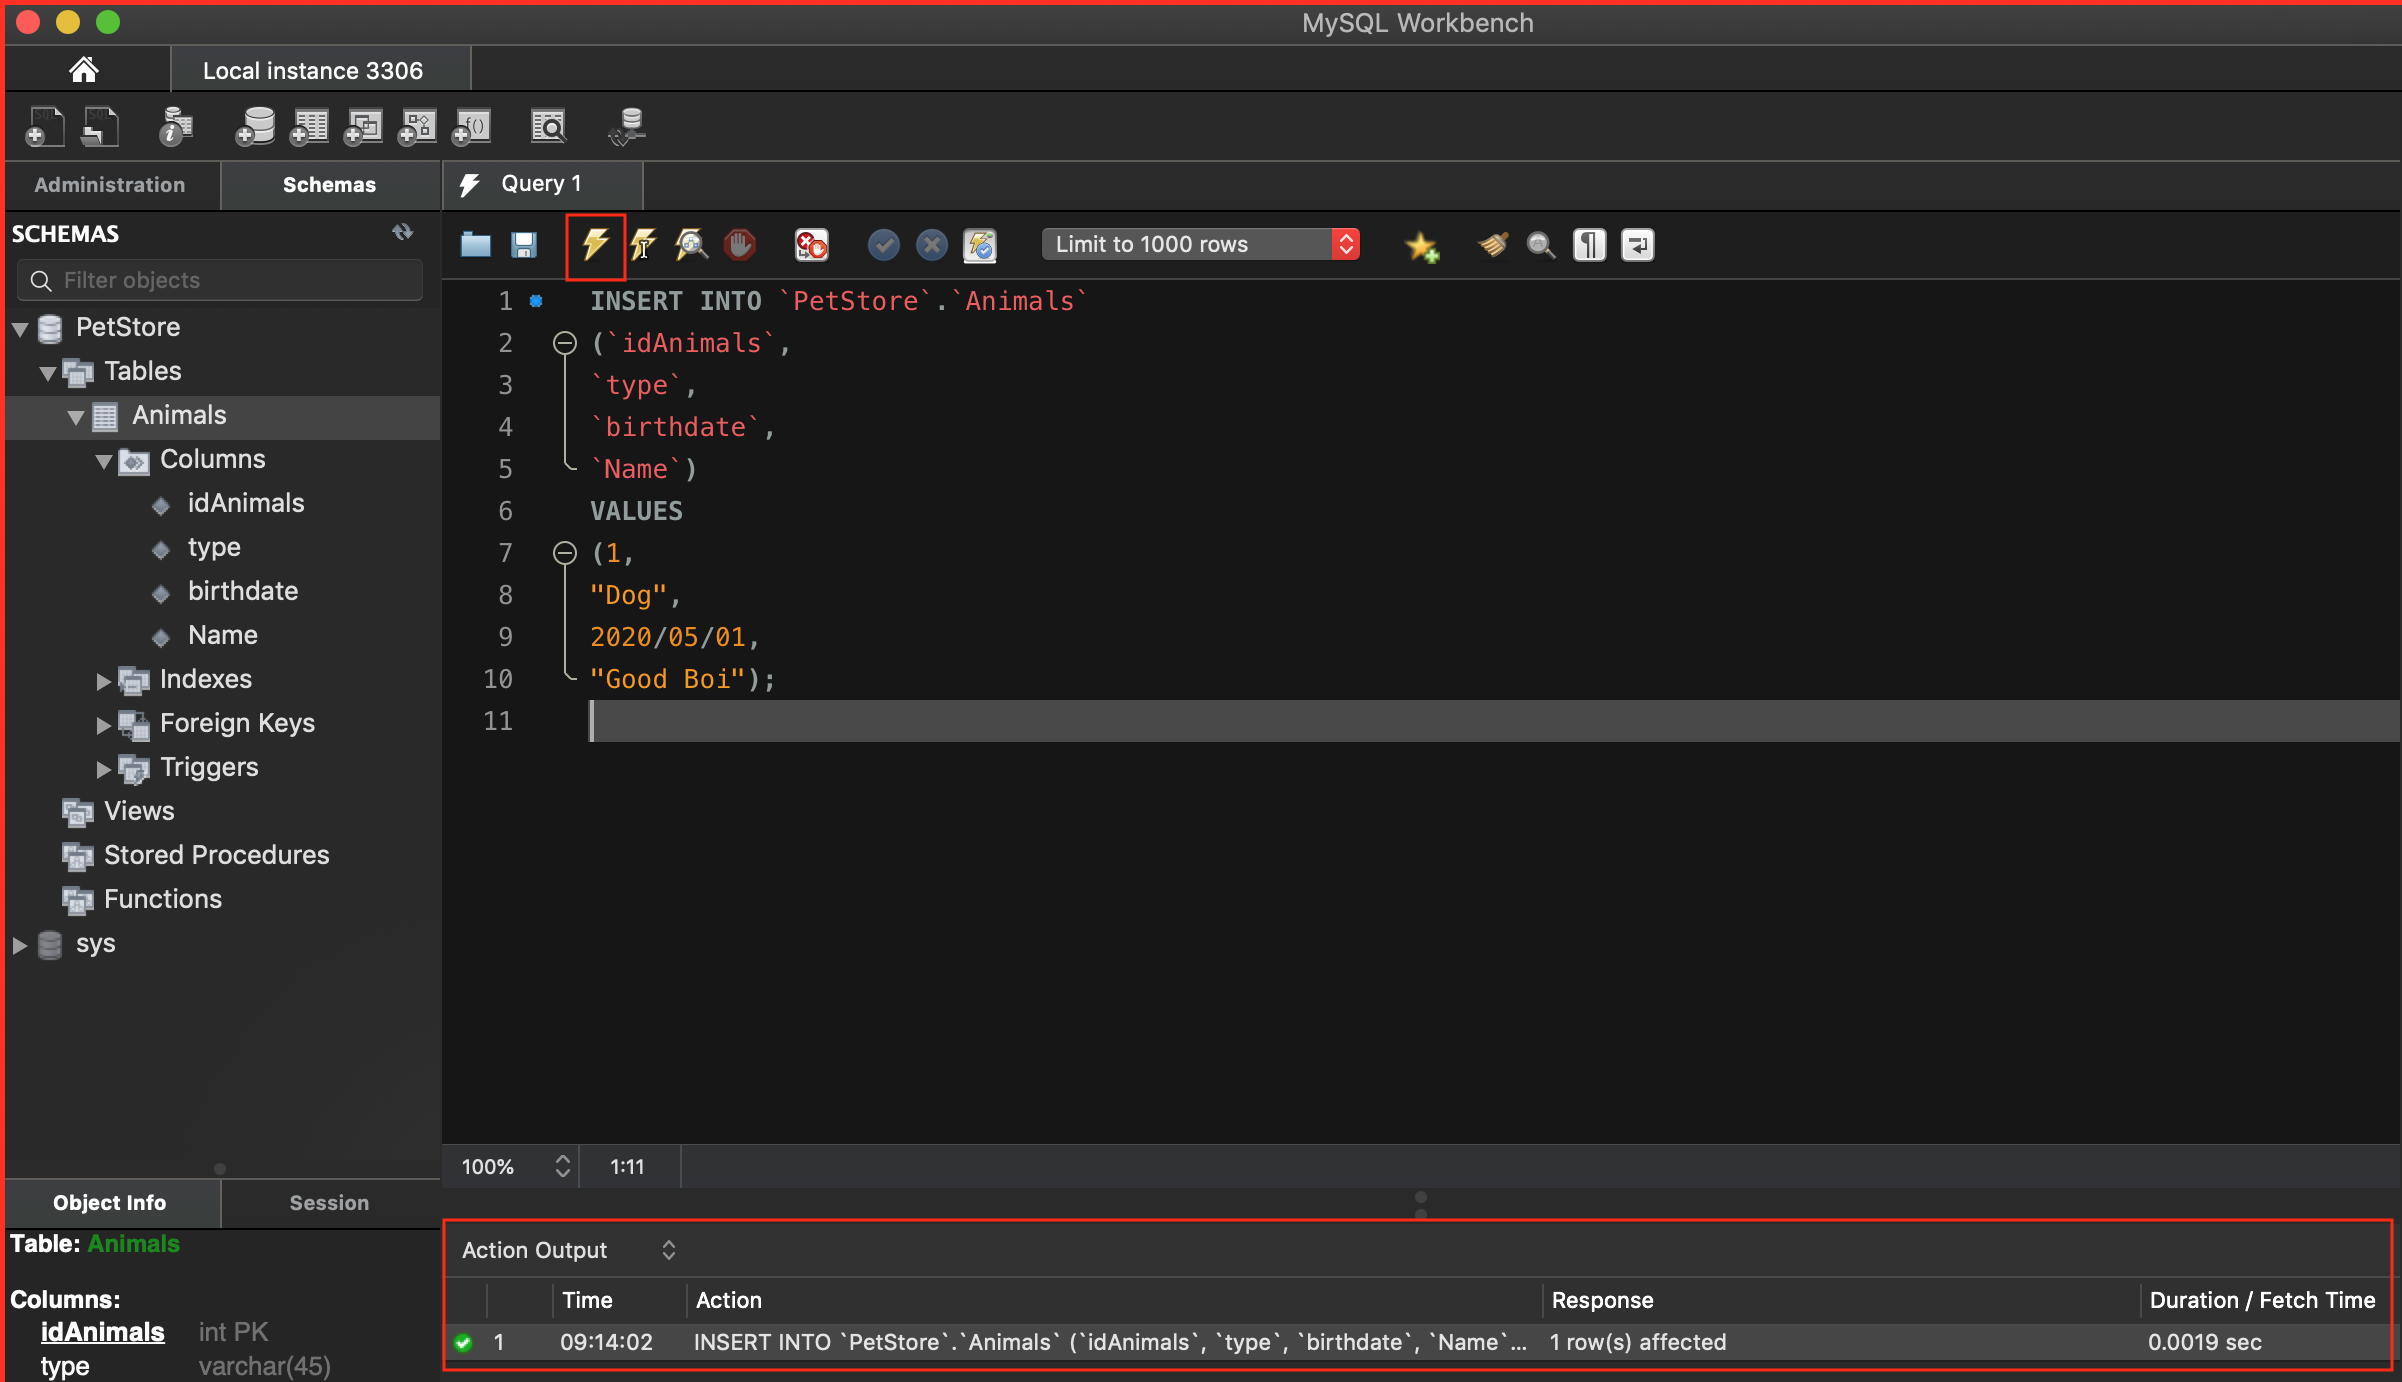 MySQL Workbench
Local instance 3306
Administration
Schemas
Query 1
SCHEMAS
Filter objects
Limit to 1000 rows
PetStore
Tables
Animals
Columns
idAnimals
type
birthdate
Name
Indexes
Foreign Keys
Triggers
Views
Stored Procedures
Functions
sys
1 INSERT INTO `PetStore`.`Animals`
2 (`idAnimals`,
3 `type`,
4 `birthdate`,
5 `Name`)
6 VALUES
7 (1,
8 "Dog",
9 2020/05/01,
10 "Good Boi");
11
100%
1:11
Object Info
Session
Table: Animals
Columns:
idAnimals int PK
type varchar(45)
Action Output
Time Action Response Duration / Fetch Time
1 09:14:02 INSERT INTO `PetStore`.`Animals` (`idAnimals`, `type`, `birthdate`, `Name`... 1 row(s) affected 0.0019 sec